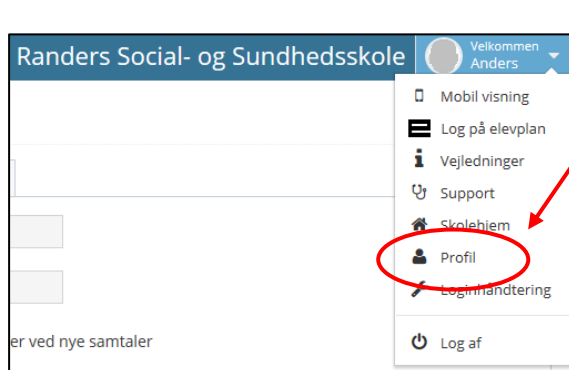 Randers Social- og Sundhedsskole
Velkommen
Anders
Mobil visning
Log på elevplan
Vejledninger
Support
Skolehjem
Profil
Loginhåndtering
er ved nye samtaler
Log af